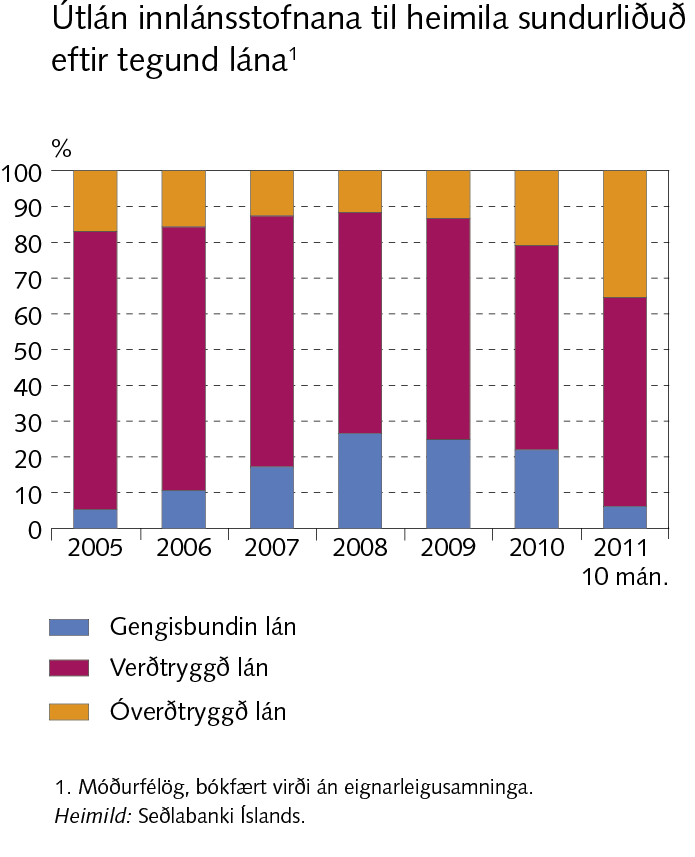 Útlán innlánsstofnana til heimila sundurliðuð
eftir tegund lána¹
%
100
90
80
70
60
50
40
30
20
10
0
2005 2006 2007 2008 2009 2010 2011
10 mán.
Gengisbundin lán
Verðtryggð lán
Óverðtryggð lán
1. Móðurfélög, bókfært virði án eignarleigusamninga.
Heimild: Seðlabanki Íslands.